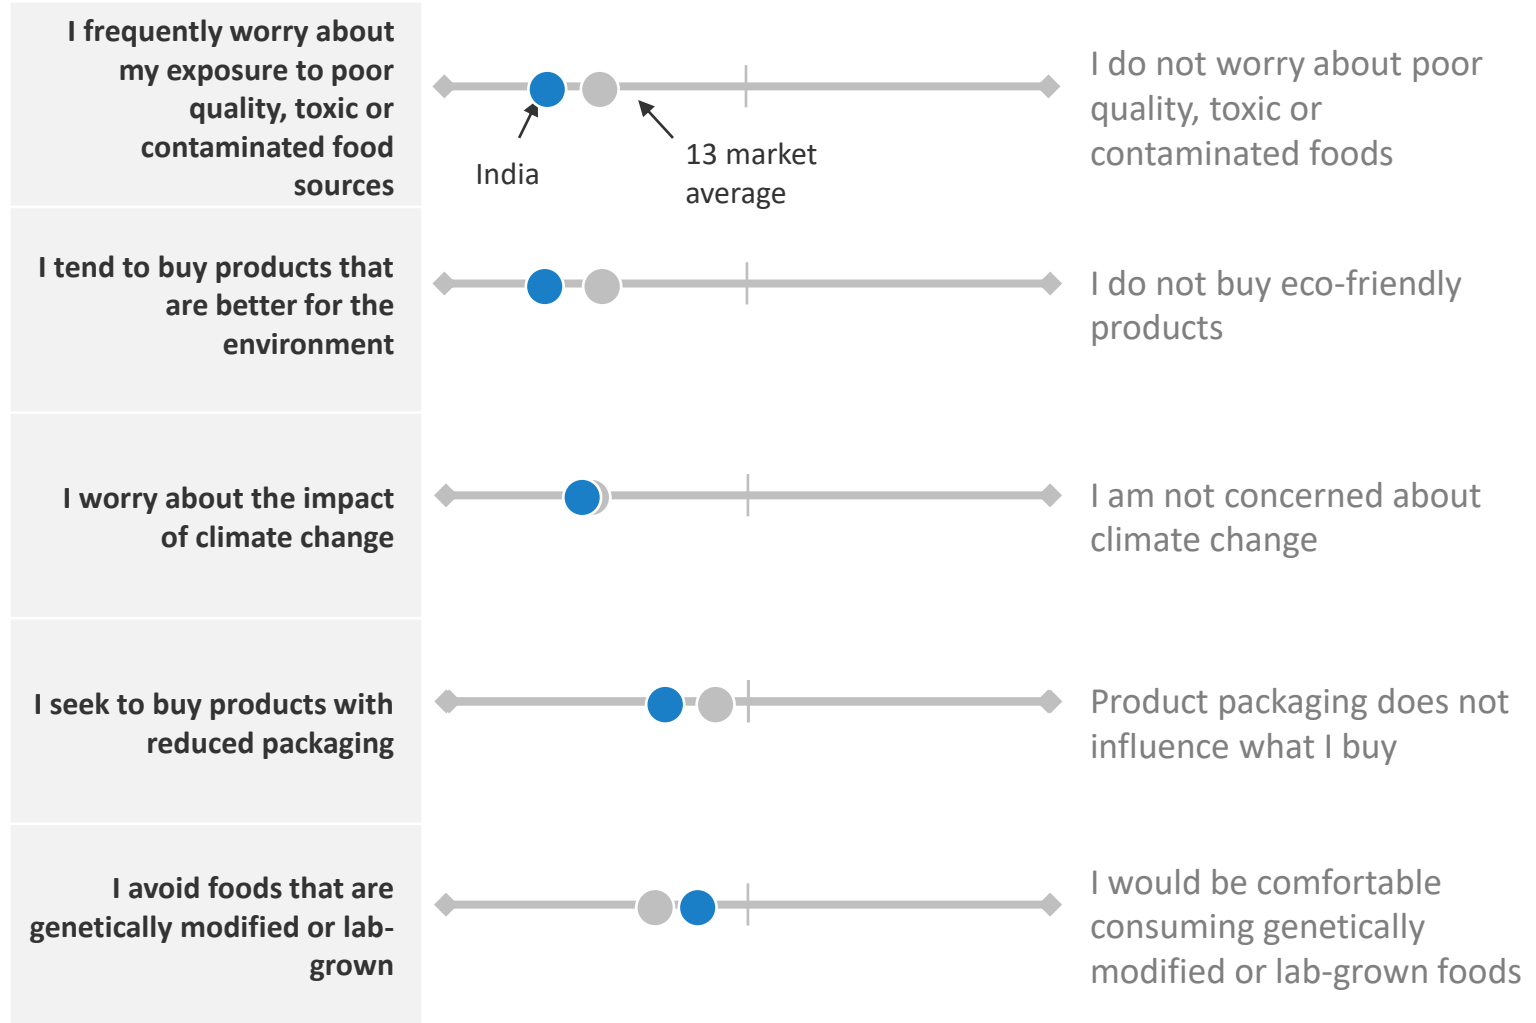 I frequently worry about
my exposure to poor
quality, toxic or
contaminated food
sources
India
13 market
average
I do not worry about poor
quality, toxic or
contaminated foods
I tend to buy products that
are better for the
environment
I do not buy eco-friendly
products
I worry about the impact
of climate change
I am not concerned about
climate change
I seek to buy products with
reduced packaging
Product packaging does not
influence what I buy
I avoid foods that are
genetically modified or lab-
grown
I would be comfortable
consuming genetically
modified or lab-grown foods